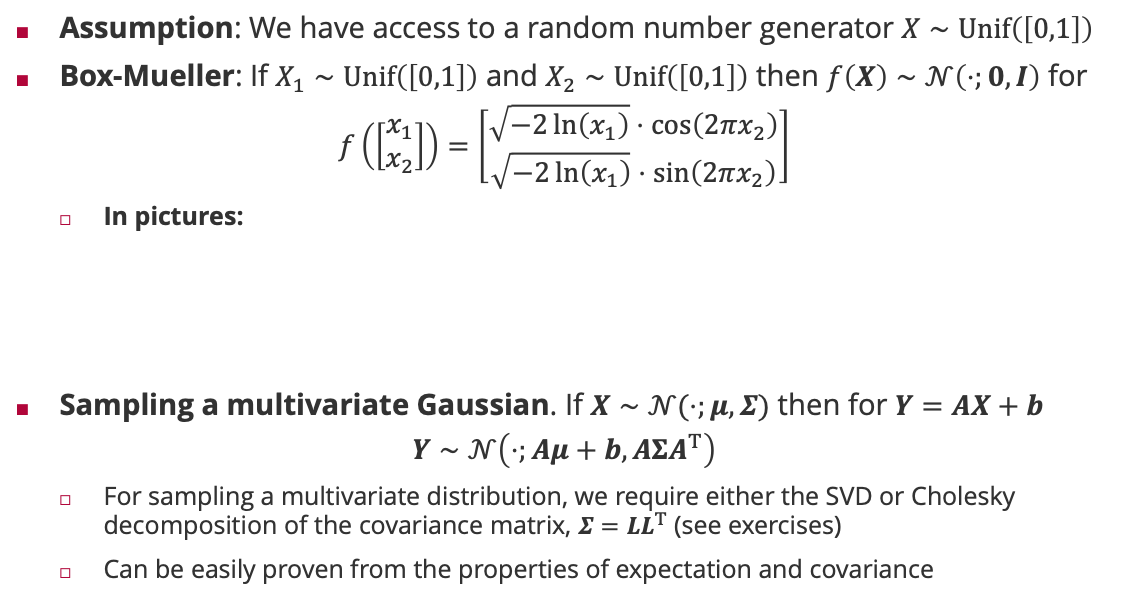 Assumption: We have access to a random number generator X ~ Unif([0,1])
Box-Mueller: If X₁ ~ Unif([0,1]) and X₂ ~ Unif([0,1]) then f(X) ~ 𝒩(·; 0, I) for
f([x₁ x₂]) = [√(−2 ln(x₁)) · cos(2πx₂) √(−2 ln(x₁)) · sin(2πx₂)]
In pictures:
Sampling a multivariate Gaussian. If X ~ 𝒩(·; μ, Σ) then for Y = AX + b
Y ~ 𝒩(·; Aμ + b, AΣAᵀ)
For sampling a multivariate distribution, we require either the SVD or Cholesky
decomposition of the covariance matrix, Σ = LLᵀ (see exercises)
Can be easily proven from the properties of expectation and covariance